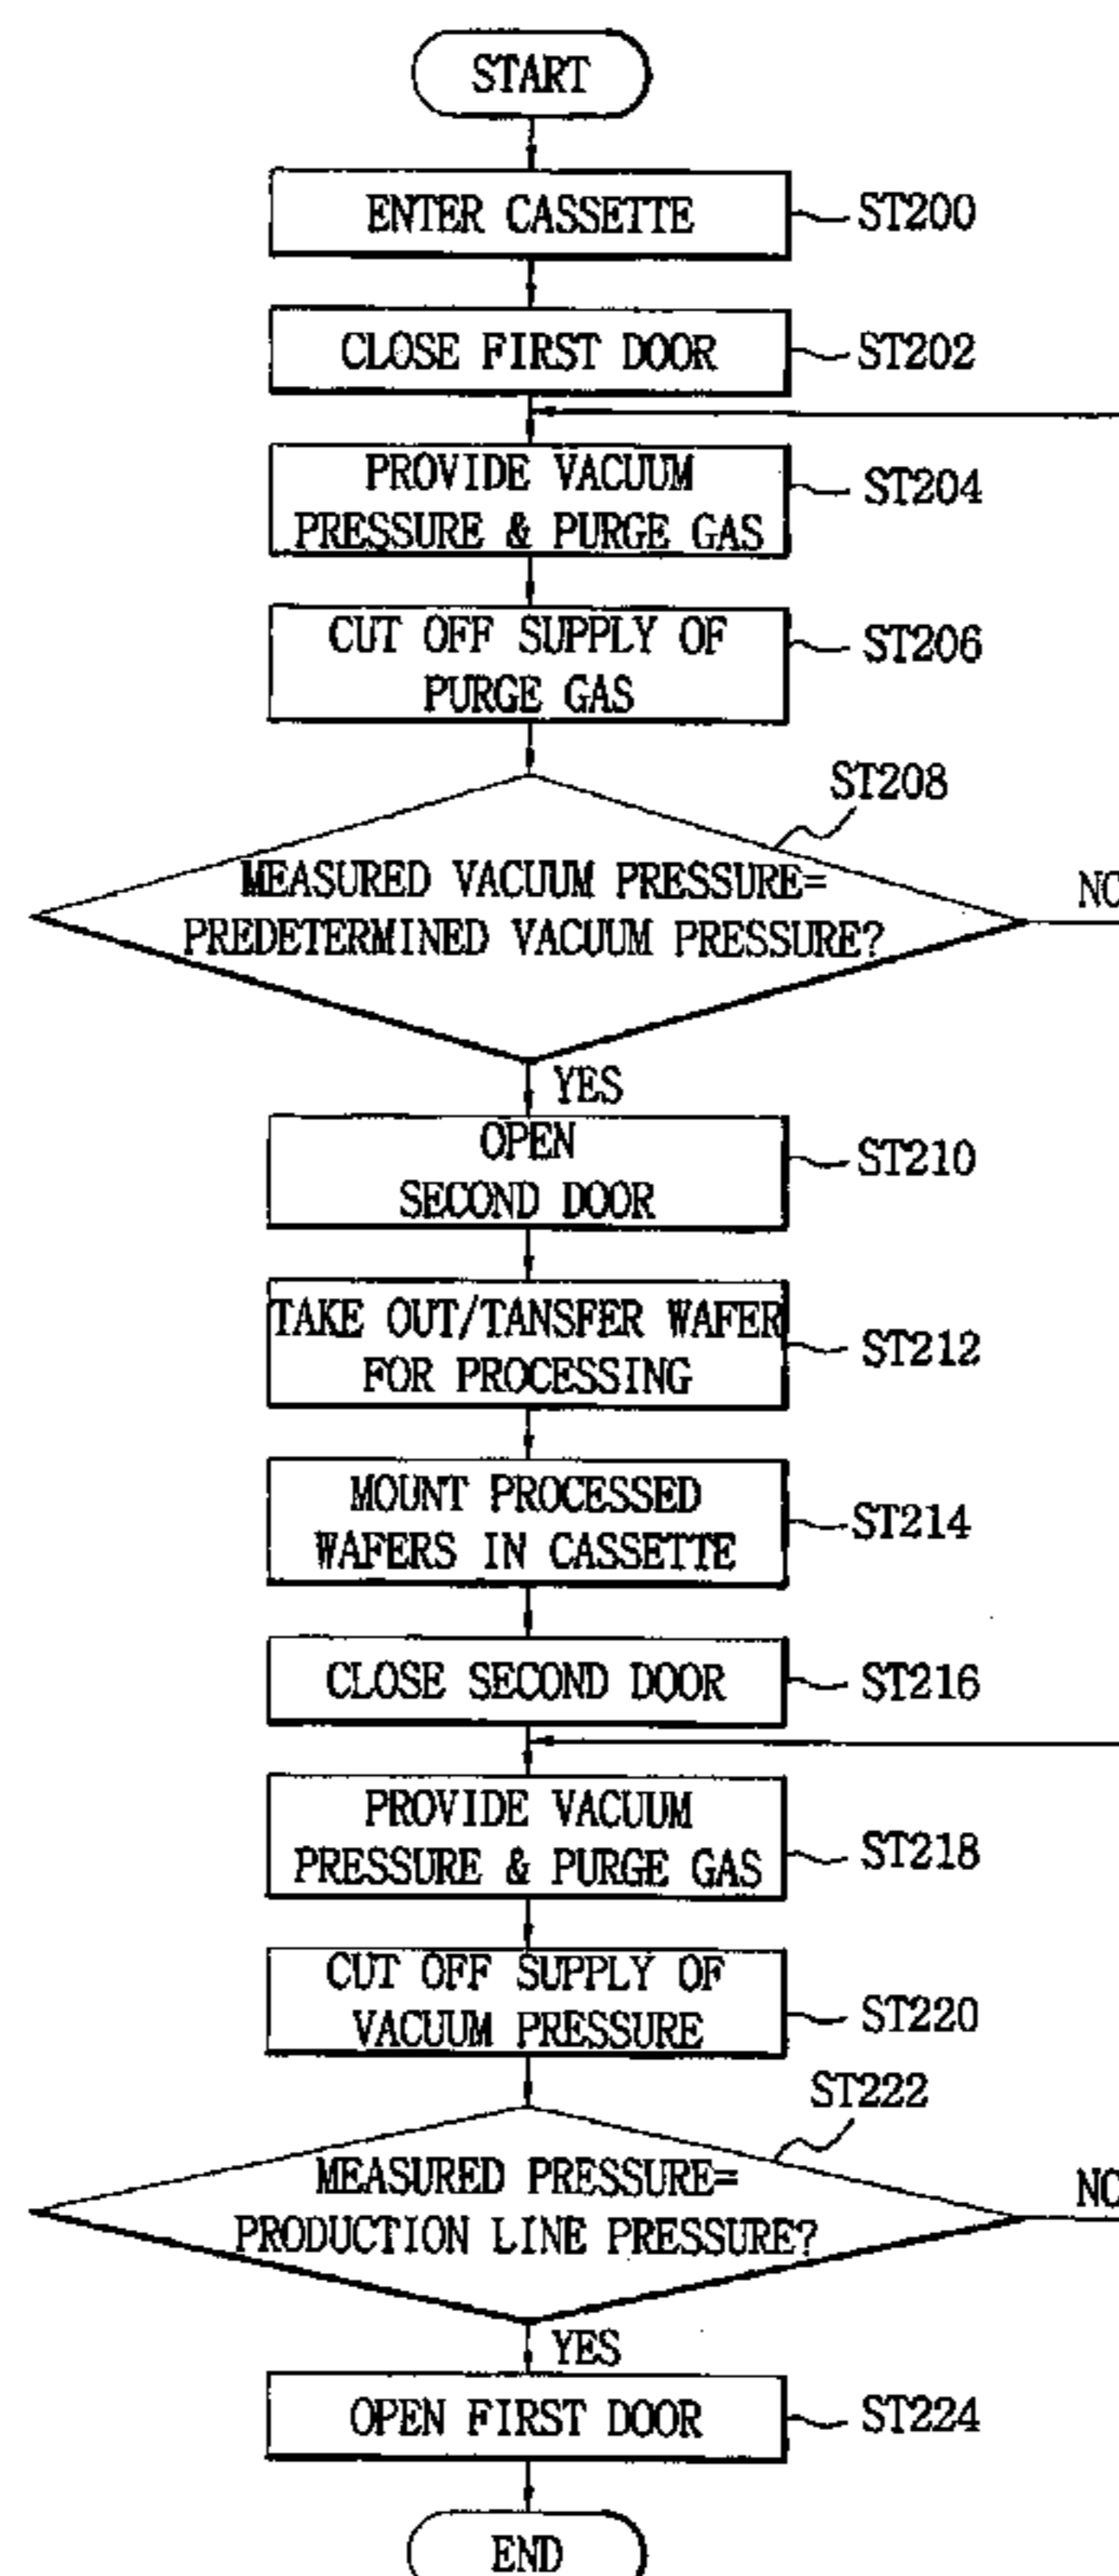 START
ENTER CASSETTE
ST200
CLOSE FIRST DOOR
ST202
PROVIDE VACUUM
PRESSURE & PURGE GAS
ST204
CUT OFF SUPPLY OF
PURGE GAS
ST206
ST208
MEASURED VACUUM PRESSURE=
PREDETERMINED VACUUM PRESSURE?
NO
YES
OPEN
SECOND DOOR
ST210
TAKE OUT/TANSFER WAFER
FOR PROCESSING
ST212
MOUNT PROCESSED
WAFERS IN CASSETTE
ST214
CLOSE SECOND DOOR
ST216
PROVIDE VACUUM
PRESSURE & PURGE GAS
ST218
CUT OFF SUPPLY OF
VACUUM PRESSURE
ST220
ST222
MEASURED PRESSURE=
PRODUCTION LINE PRESSURE?
NO
YES
OPEN FIRST DOOR
ST224
END